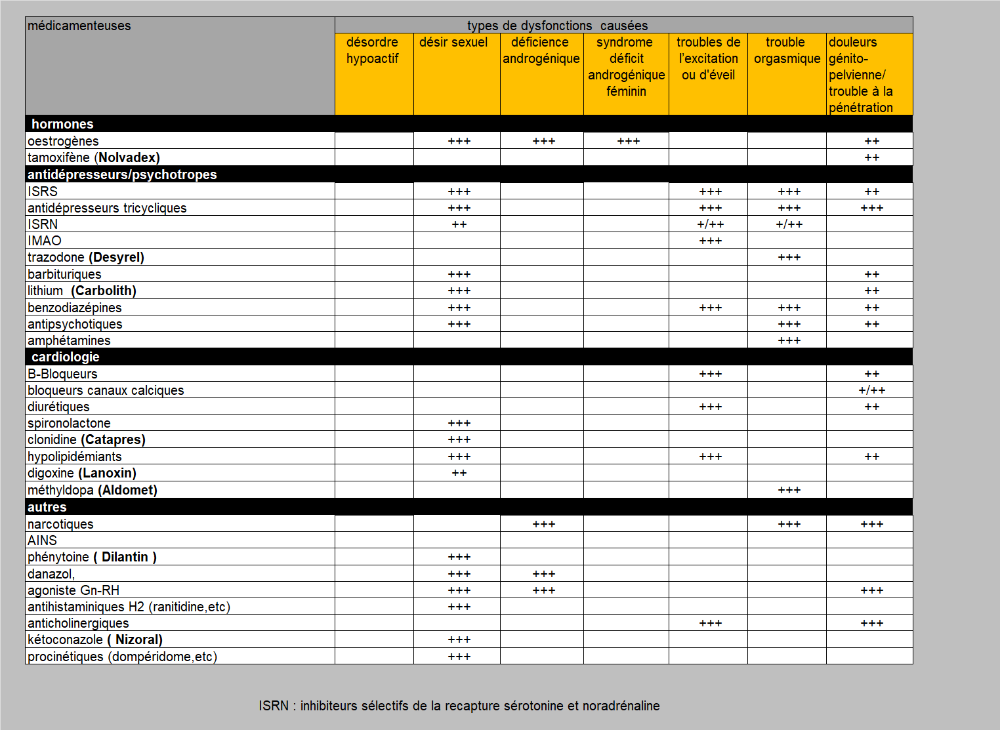 médicamenteuses types de dysfonctions causées
désordre hypoactif désir sexuel déficience androgénique syndrome déficit androgénique féminin troubles de l'excitation ou d'éveil trouble orgasmique douleurs génito-pelvienne/ trouble à la pénétration
hormones
oestrogènes +++ +++ +++ ++
tamoxifène (Nolvadex) ++
antidépresseurs/psychotropes
ISRS +++ +++ +++ ++
antidépresseurs tricycliques +++ +++ +++ +++
ISRN ++ +/++ +/++
IMAO +++
trazodone (Desyrel) +++
barbituriques +++ ++
lithium (Carbolith) +++ ++
benzodiazépines +++ +++ +++ ++
antipsychotiques +++ +++ ++
amphétamines +++
cardiologie
B-Bloqueurs +++ ++
bloqueurs canaux calciques +/++
diurétiques +++ ++
spironolactone +++
clonidine (Catapres) +++
hypolipidémiants +++ +++ ++
digoxine (Lanoxin) ++
méthyldopa (Aldomet) +++
autres
narcotiques +++ +++ +++
AINS
phénytoine ( Dilantin ) +++
danazol, +++ +++
agoniste Gn-RH +++ +++ +++
antihistaminiques H2 (ranitidine,etc) +++
anticholinergiques +++ +++
kétoconazole ( Nizoral) +++
procinétiques (dompéridome,etc) +++
ISRN : inhibiteurs sélectifs de la recapture sérotonine et noradrénaline